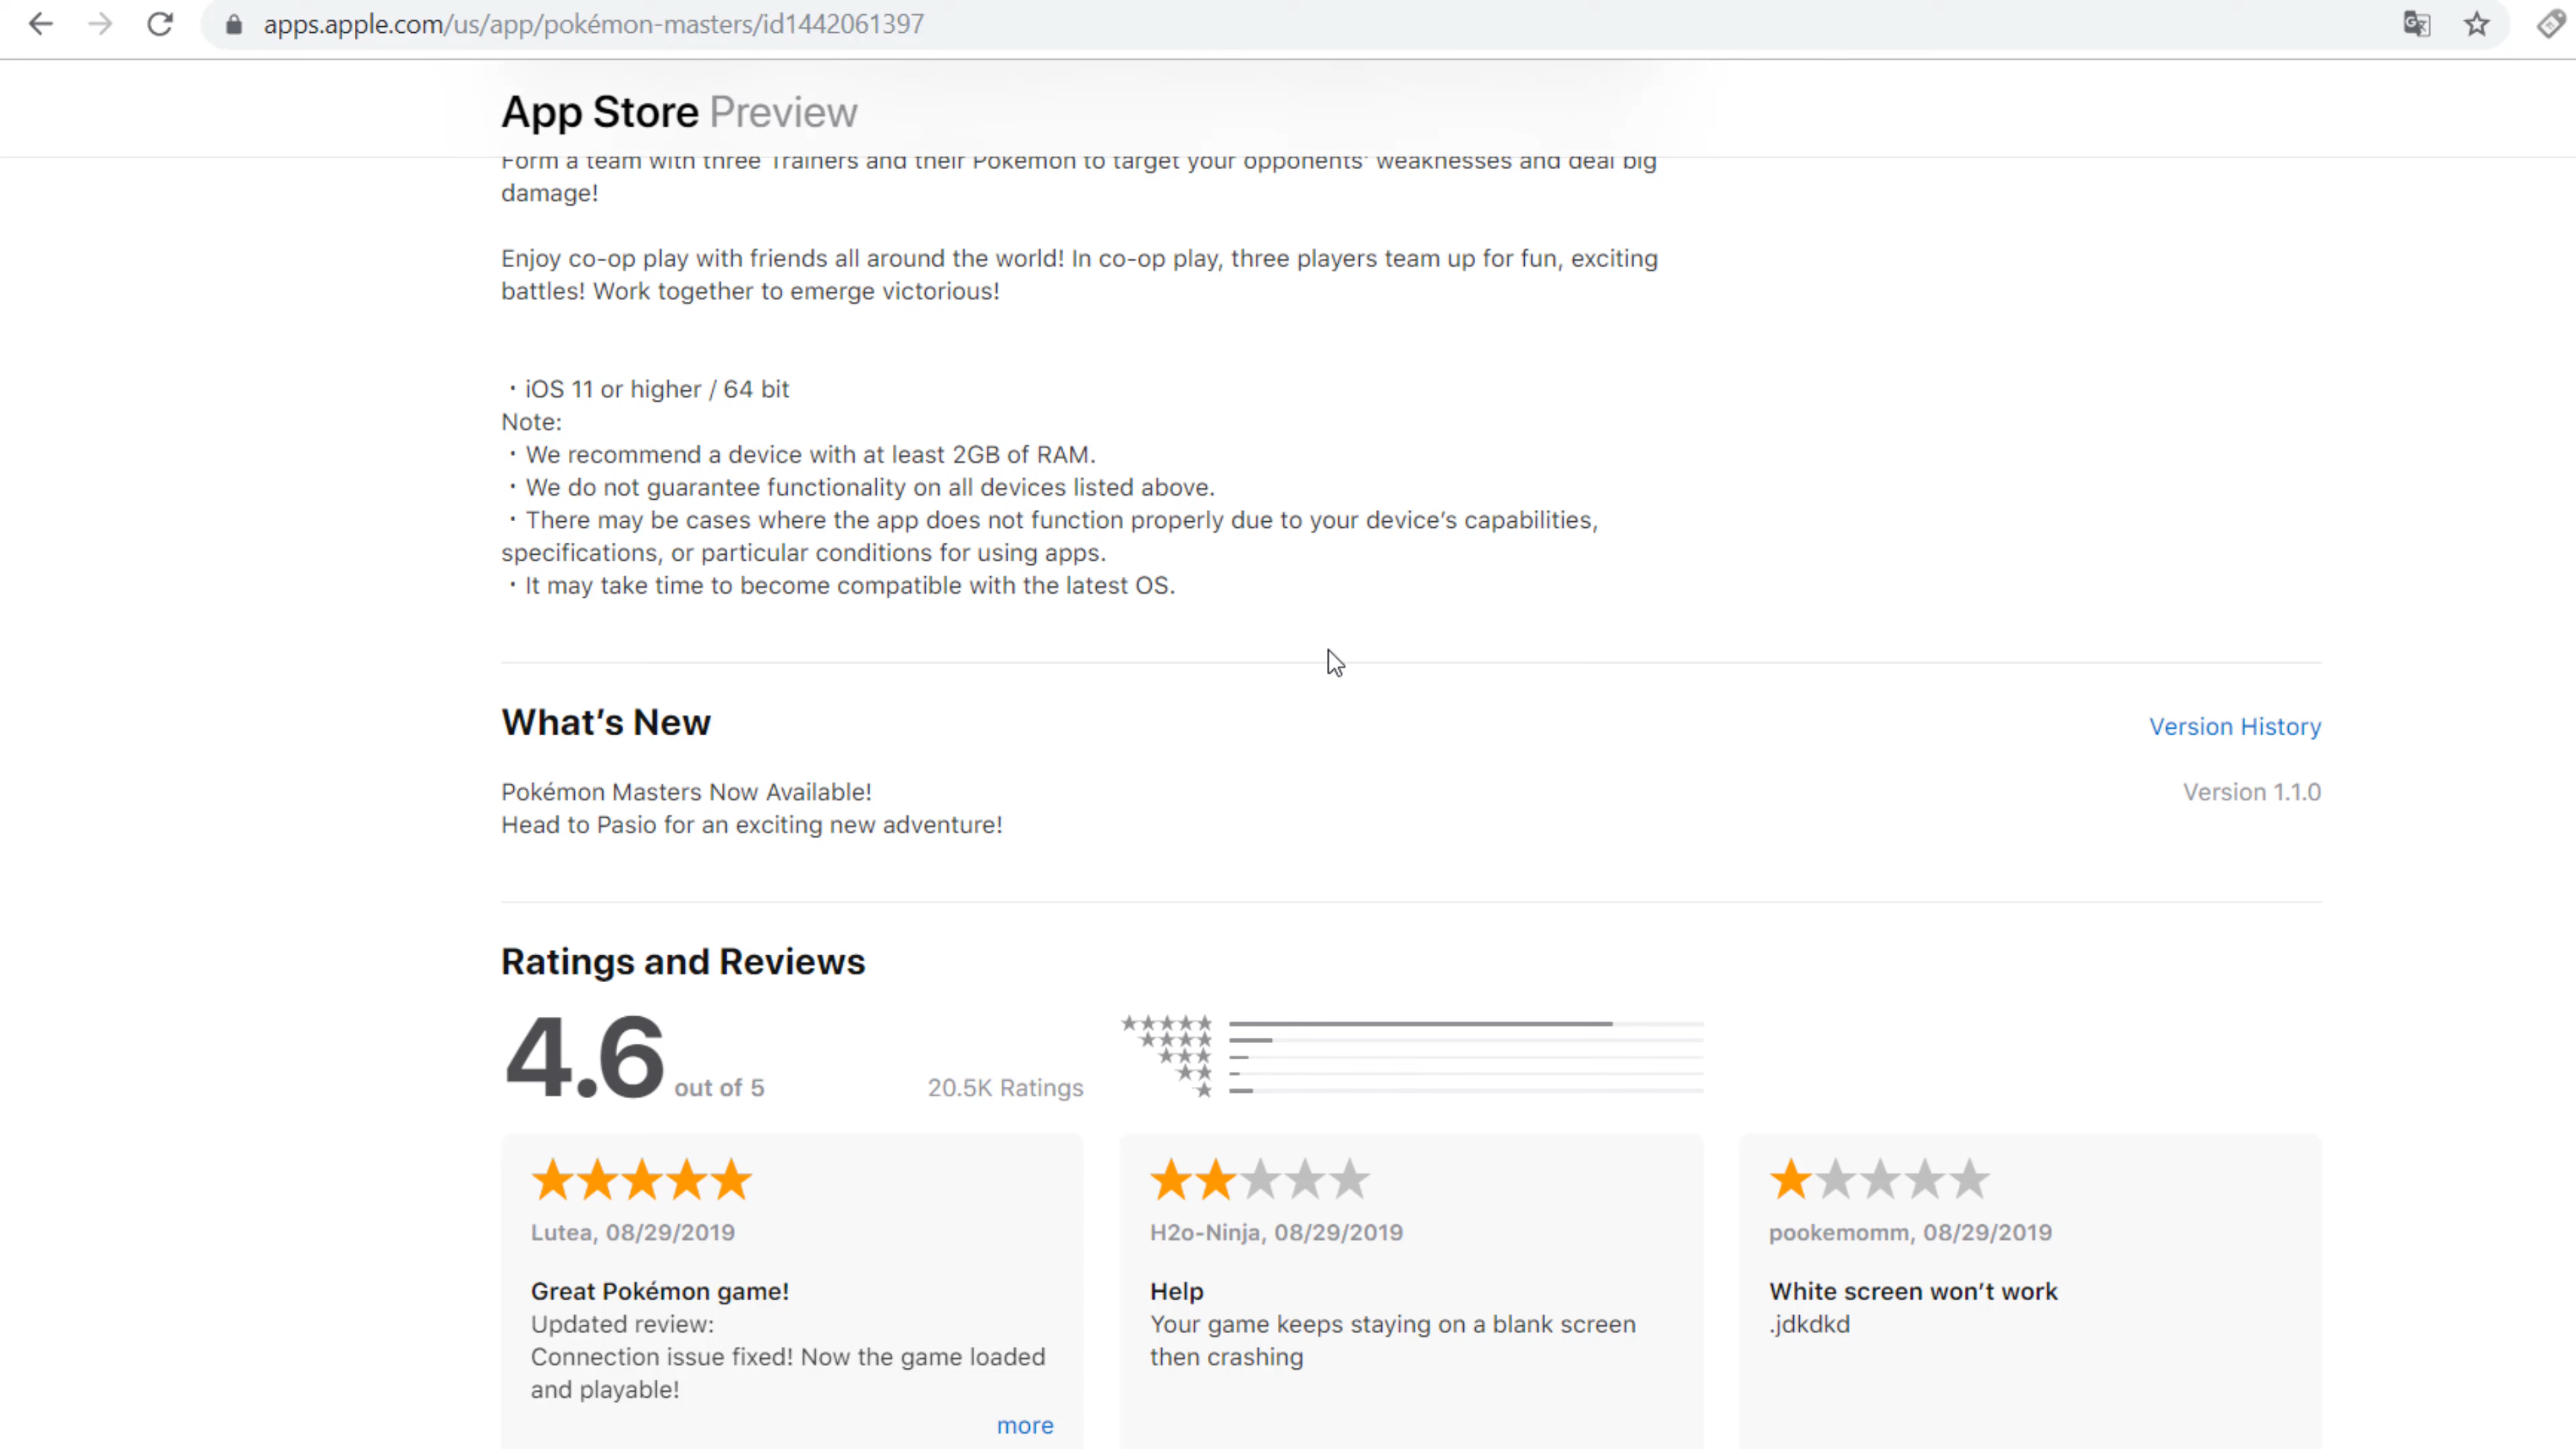 apps.apple.com/us/app/pokémon-masters/id1442061397
App Store Preview
Form a team with three Trainers and their Pokémon to target your opponents' weaknesses and deal big
damage!
Enjoy co-op play with friends all around the world! In co-op play, three players team up for fun, exciting
battles! Work together to emerge victorious!
・iOS 11 or higher / 64 bit
Note:
・We recommend a device with at least 2GB of RAM.
・We do not guarantee functionality on all devices listed above.
・There may be cases where the app does not function properly due to your device’s capabilities,
specifications, or particular conditions for using apps.
・It may take time to become compatible with the latest OS.
What’s New
Version History
Pokémon Masters Now Available!
Version 1.1.0
Head to Pasio for an exciting new adventure!
Ratings and Reviews
4.6 out of 5
20.5K Ratings
Lutea, 08/29/2019
Great Pokémon game!
Updated review:
Connection issue fixed! Now the game loaded
and playable!
more
H2o-Ninja, 08/29/2019
Help
Your game keeps staying on a blank screen
then crashing
pookemomm, 08/29/2019
White screen won’t work
.jdkdkd